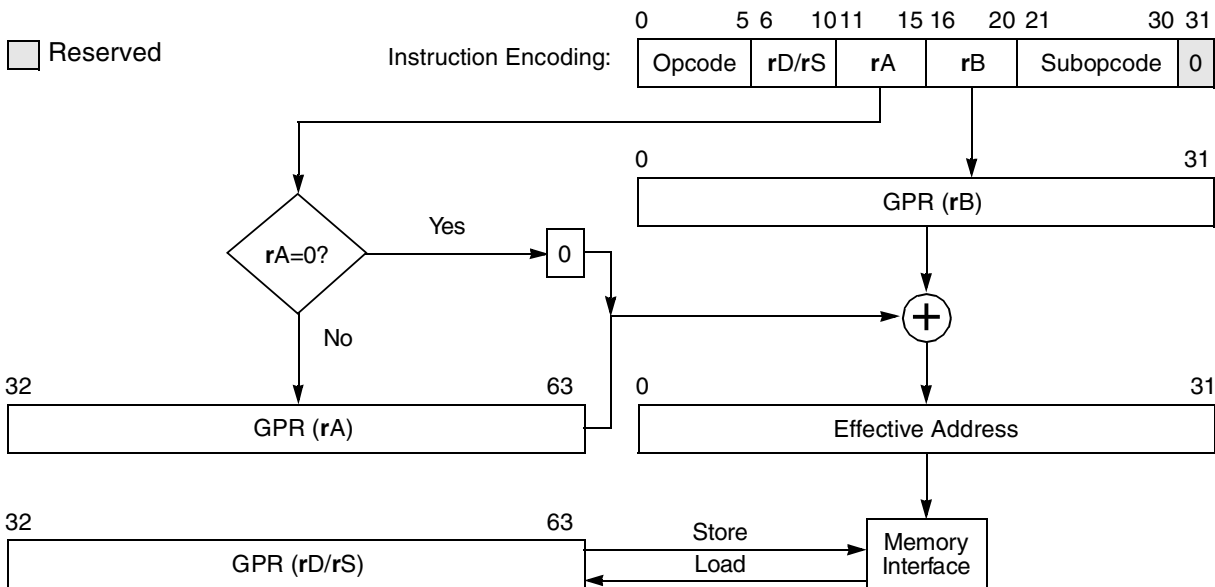 0 5 6 10 11 15 16 20 21 30 31
Reserved
Instruction Encoding:
Opcode rD/rS rA rB Subopcode 0
0 31
GPR (rB)
rA=0?
Yes
0
+
No
32 63
GPR (rA)
0 31
Effective Address
32 63
GPR (rD/rS)
Store
Load
Memory
Interface